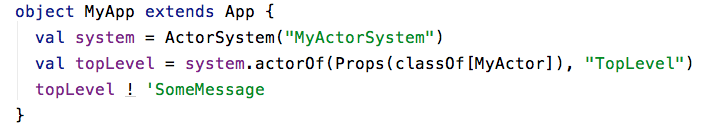 object MyApp extends App {
  val system = ActorSystem("MyActorSystem")
  val topLevel = system.actorOf(Props(classOf[MyActor]), "TopLevel")
  topLevel ! 'SomeMessage
}